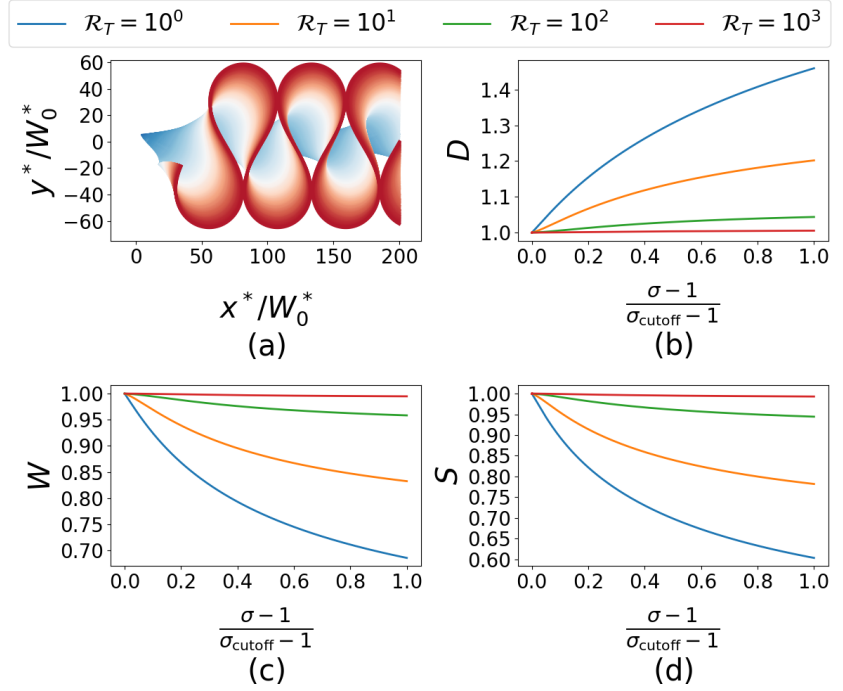 R_T = 10^0 R_T = 10^1 R_T = 10^2 R_T = 10^3
y*/W_0*
60
40
20
0
−20
−40
−60
0 50 100 150 200
x*/W_0*
(a)
D
1.4
1.3
1.2
1.1
1.0
0.0 0.2 0.4 0.6 0.8 1.0
σ − 1
σ_cutoff − 1
(b)
W
1.00
0.95
0.90
0.85
0.80
0.75
0.70
0.0 0.2 0.4 0.6 0.8 1.0
σ − 1
σ_cutoff − 1
(c)
S
1.00
0.95
0.90
0.85
0.80
0.75
0.70
0.65
0.60
0.0 0.2 0.4 0.6 0.8 1.0
σ − 1
σ_cutoff − 1
(d)